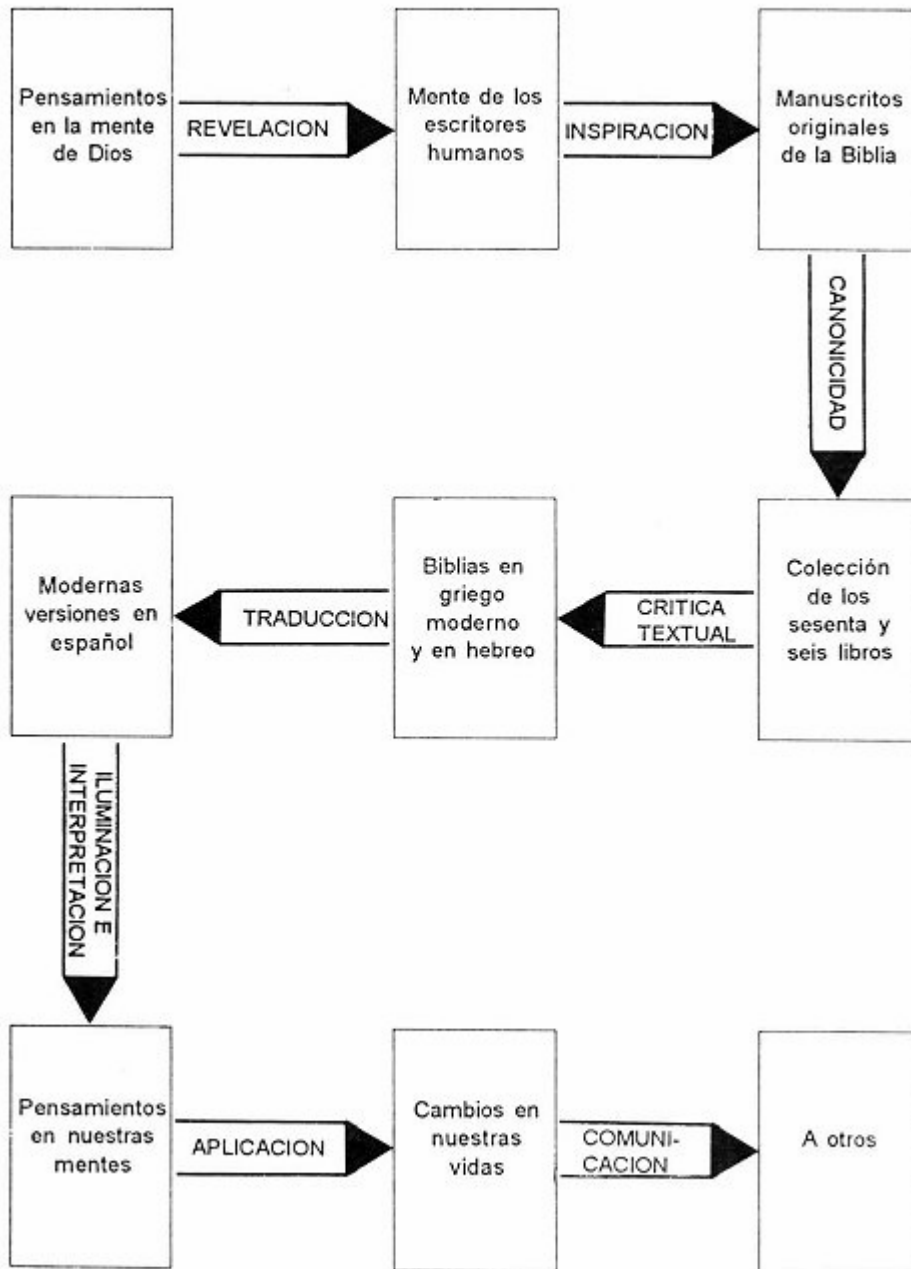 Pensamientos
en la mente
de Dios
REVELACION
Mente de los
escritores
humanos
INSPIRACION
Manuscritos
originales
de la Biblia
CANONICIDAD
Colección
de los
sesenta y
seis libros
CRITICA
TEXTUAL
Biblias en
griego
moderno
y en hebreo
TRADUCCION
Modernas
versiones en
español
ILUMINACION E
INTERPRETACION
Pensamientos
en nuestras
mentes
APLICACION
Cambios en
nuestras
vidas
COMUNI-
CACION
A otros